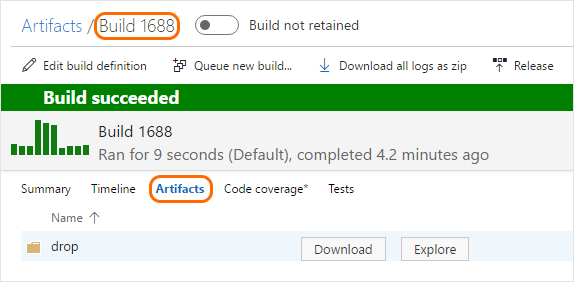 Artifacts / Build 1688 Build not retained
Edit build definition Queue new build... Download all logs as zip Release
Build succeeded
Build 1688
Ran for 9 seconds (Default), completed 4.2 minutes ago
Summary Timeline Artifacts Code coverage* Tests
Name ↑
drop Download Explore